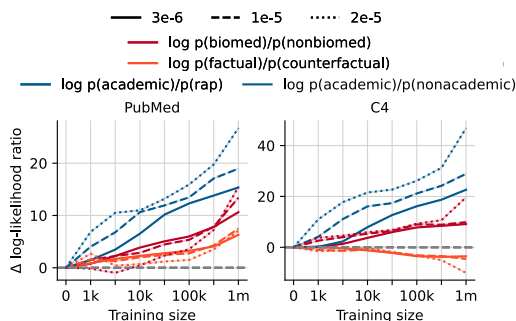 3e-6 1e-5 2e-5
log p(biomed)/p(nonbiomed)
log p(factual)/p(counterfactual)
log p(academic)/p(rap) log p(academic)/p(nonacademic)
PubMed C4
Δ log-likelihood ratio
20
10
0
40
20
0
0 1k 10k 100k 1m 0 1k 10k 100k 1m
Training size Training size